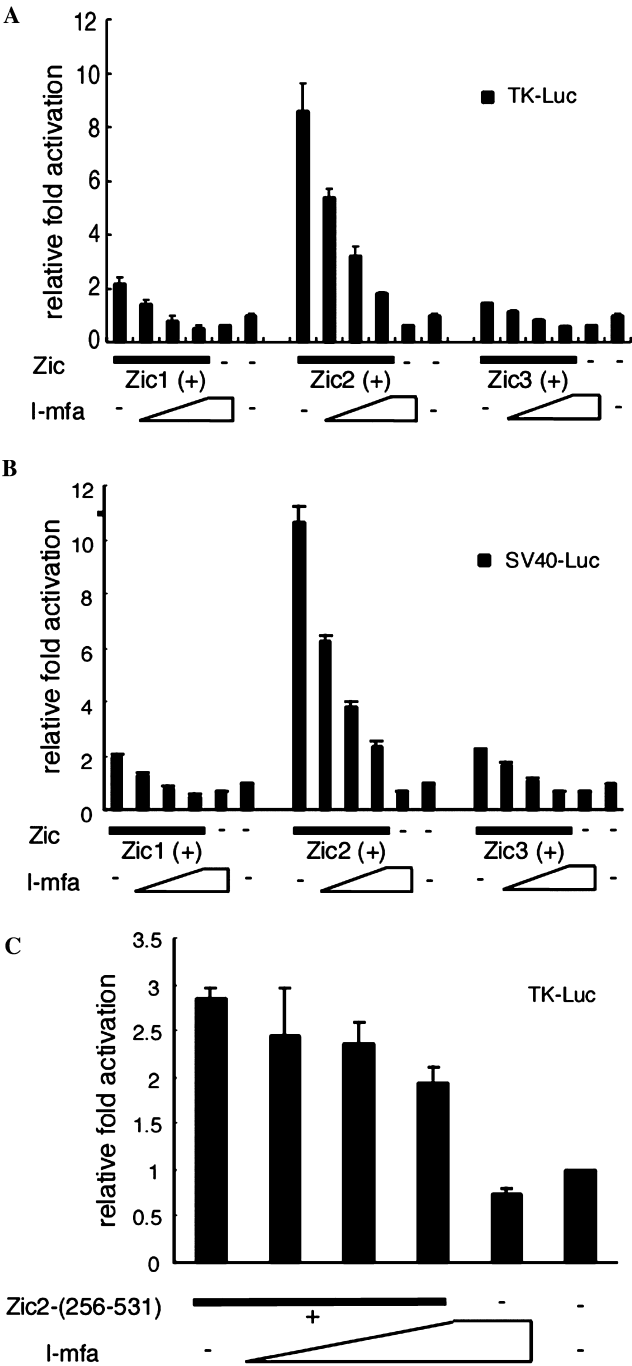 A
12
10
8
6
4
2
0
relative fold activation
TK-Luc
Zic
Zic1 (+) - - Zic2 (+) - - Zic3 (+) - -
I-mfa - - - - - -
B
12
10
8
6
4
2
0
relative fold activation
SV40-Luc
Zic
Zic1 (+) - - Zic2 (+) - - Zic3 (+) - -
I-mfa - - - - - -
C
3.5
3
2.5
2
1.5
1
0.5
0
relative fold activation
TK-Luc
Zic2-(256-531) + - -
I-mfa - -